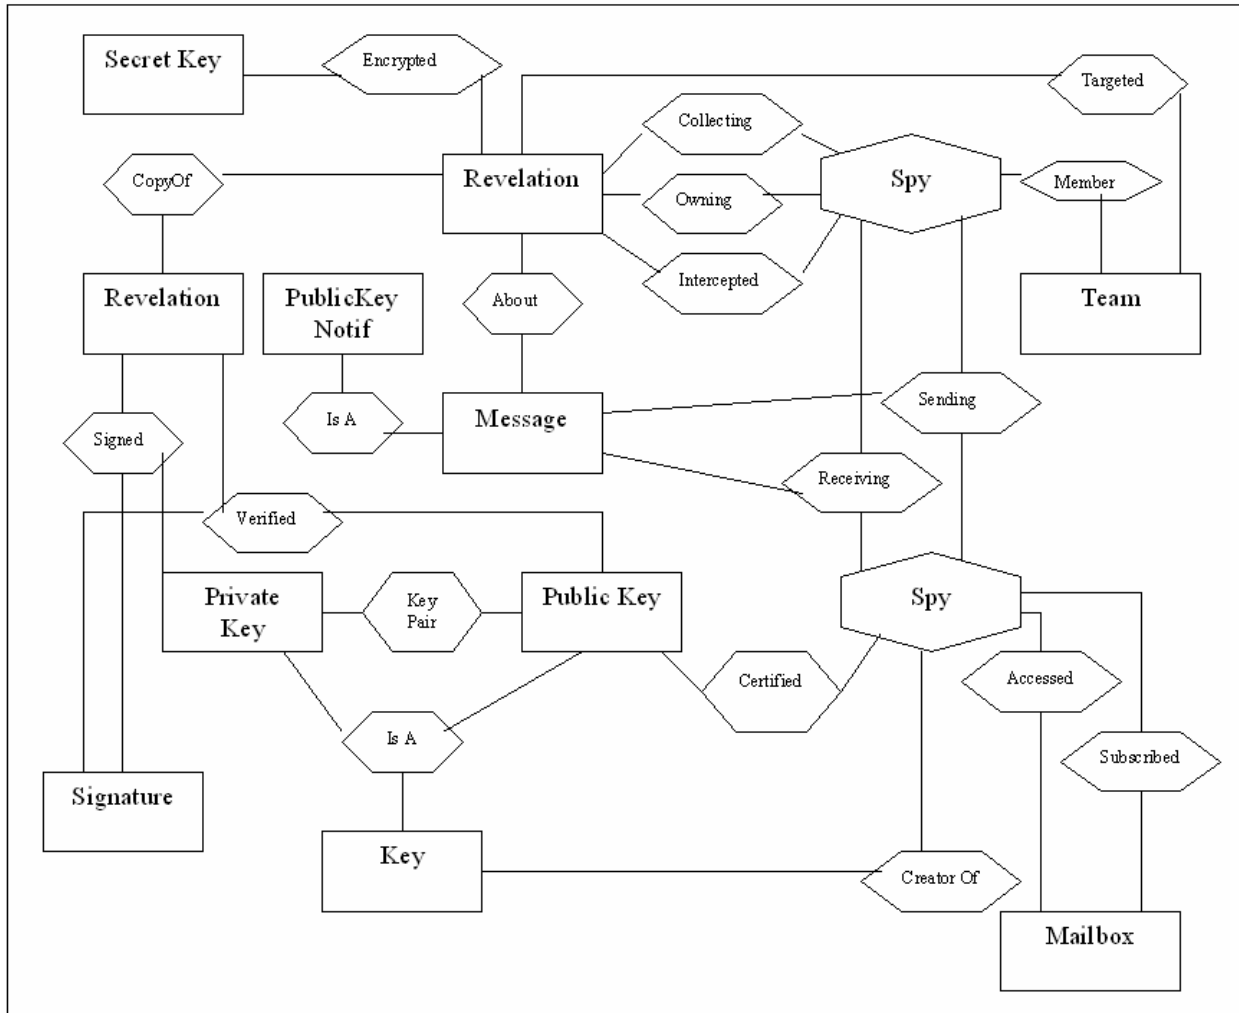 Secret Key
Encrypted
Targeted
Collecting
CopyOf
Revelation
Spy
Member
Owning
Intercepted
Revelation
PublicKey
Notif
About
Team
Signed
Is A
Message
Sending
Receiving
Verified
Private
Key
Key
Pair
Public Key
Spy
Certified
Accessed
Is A
Subscribed
Signature
Key
Creator Of
Mailbox